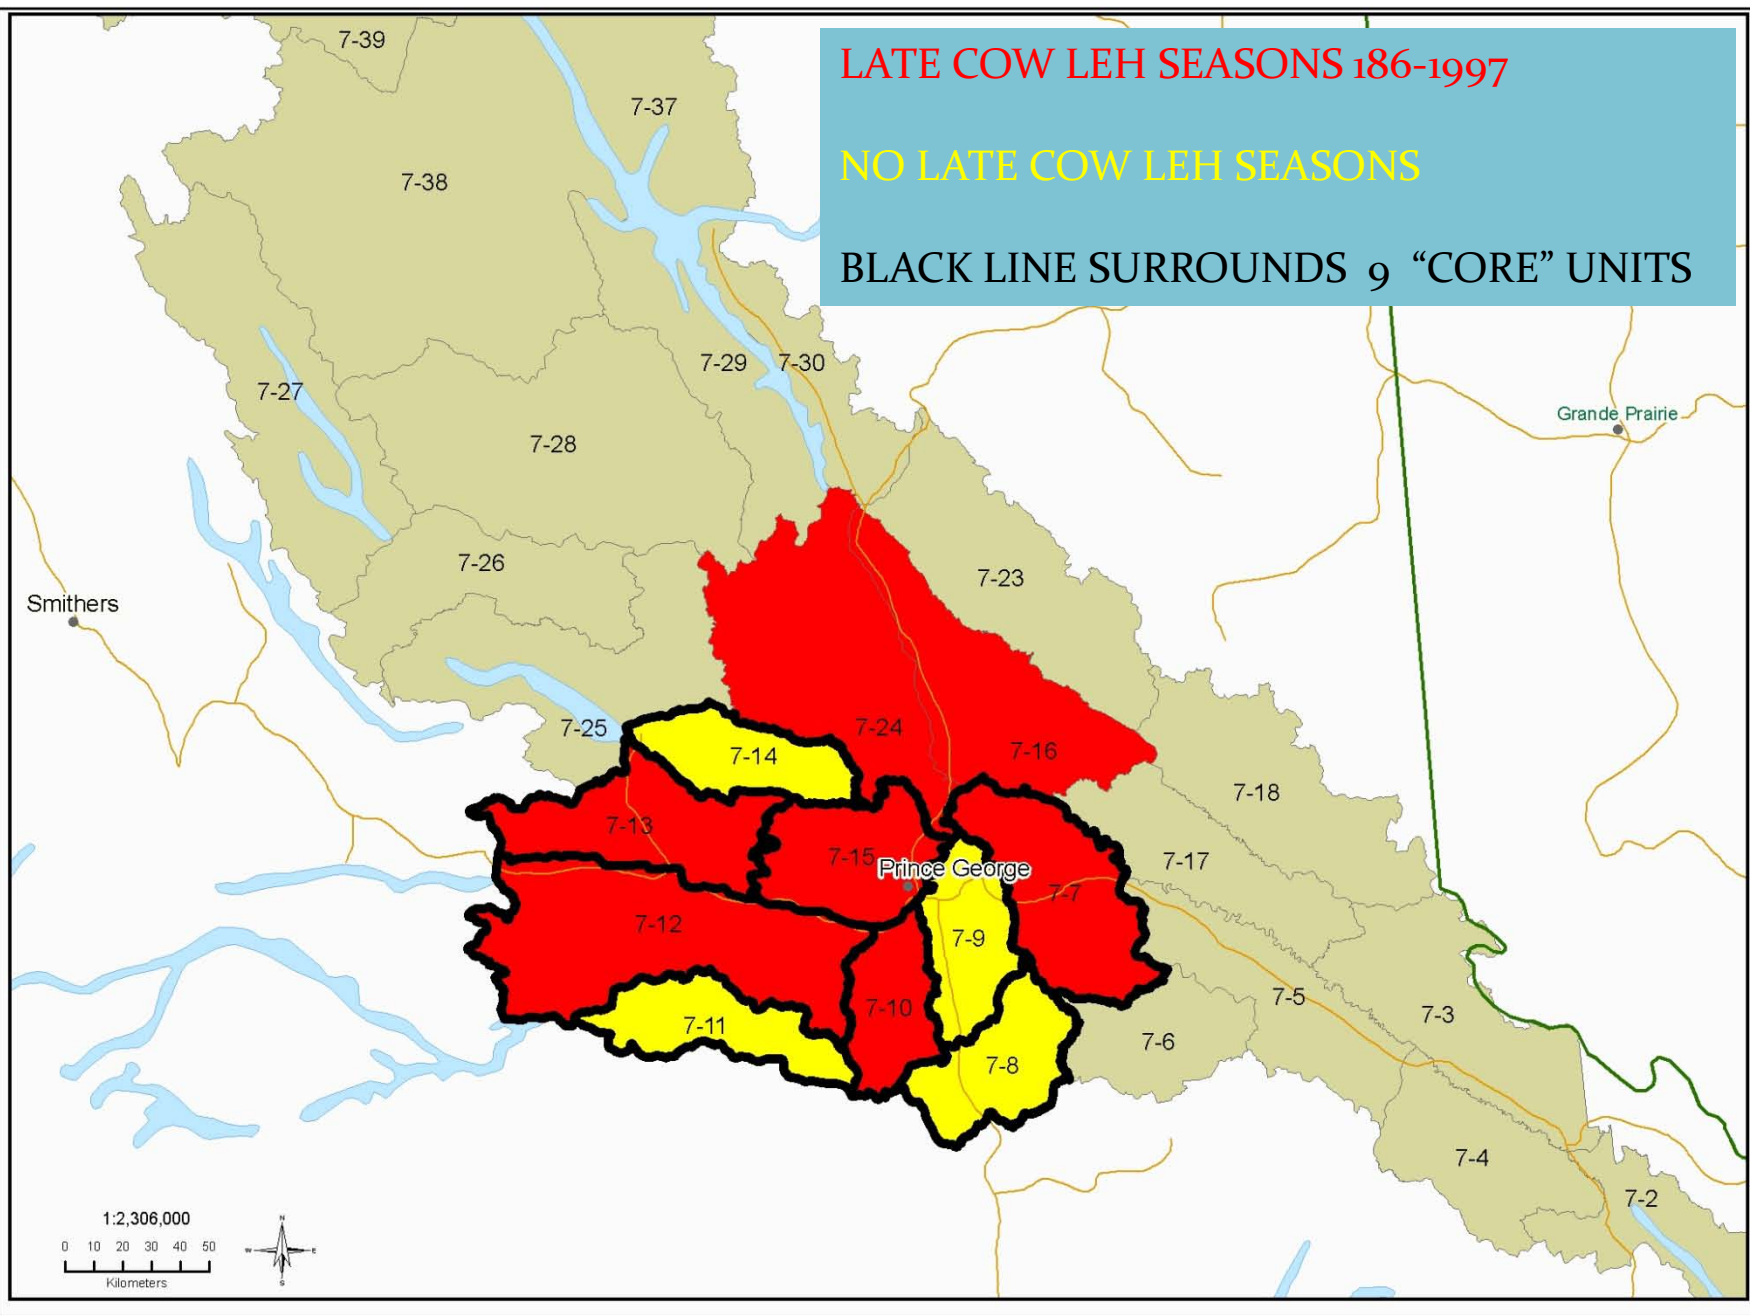 LATE COW LEH SEASONS 186-1997
NO LATE COW LEH SEASONS
BLACK LINE SURROUNDS 9 “CORE” UNITS
7-39
7-37
7-38
7-29
7-30
7-27
Grande Prairie
7-28
7-26
7-23
Smithers
7-25
7-24
7-14
7-16
7-18
7-13
7-15
Prince George
7-17
7-7
7-12
7-9
7-10
7-5
7-11
7-3
7-6
7-8
7-4
7-2
1:2,306,000
0 10 20 30 40 50
Kilometers
N
W E
S